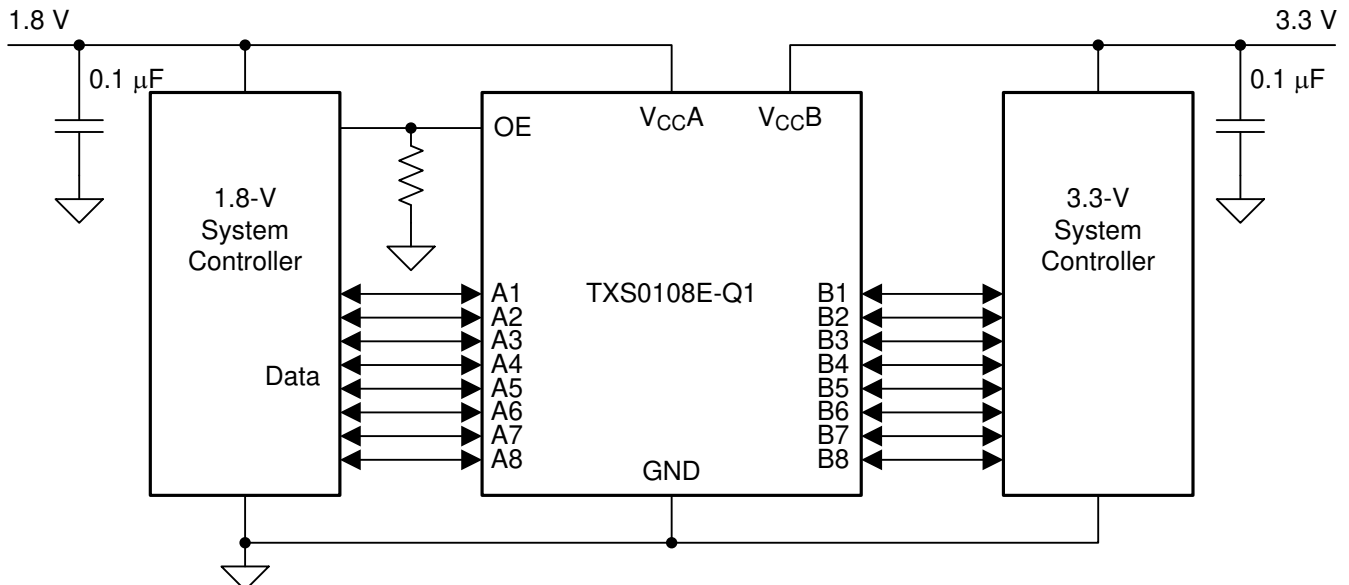 1.8 V
3.3 V
0.1 μF
0.1 μF
OE
VCCA
VCCB
1.8-V
System
Controller
3.3-V
System
Controller
TXS0108E-Q1
Data
A1
A2
A3
A4
A5
A6
A7
A8
B1
B2
B3
B4
B5
B6
B7
B8
GND